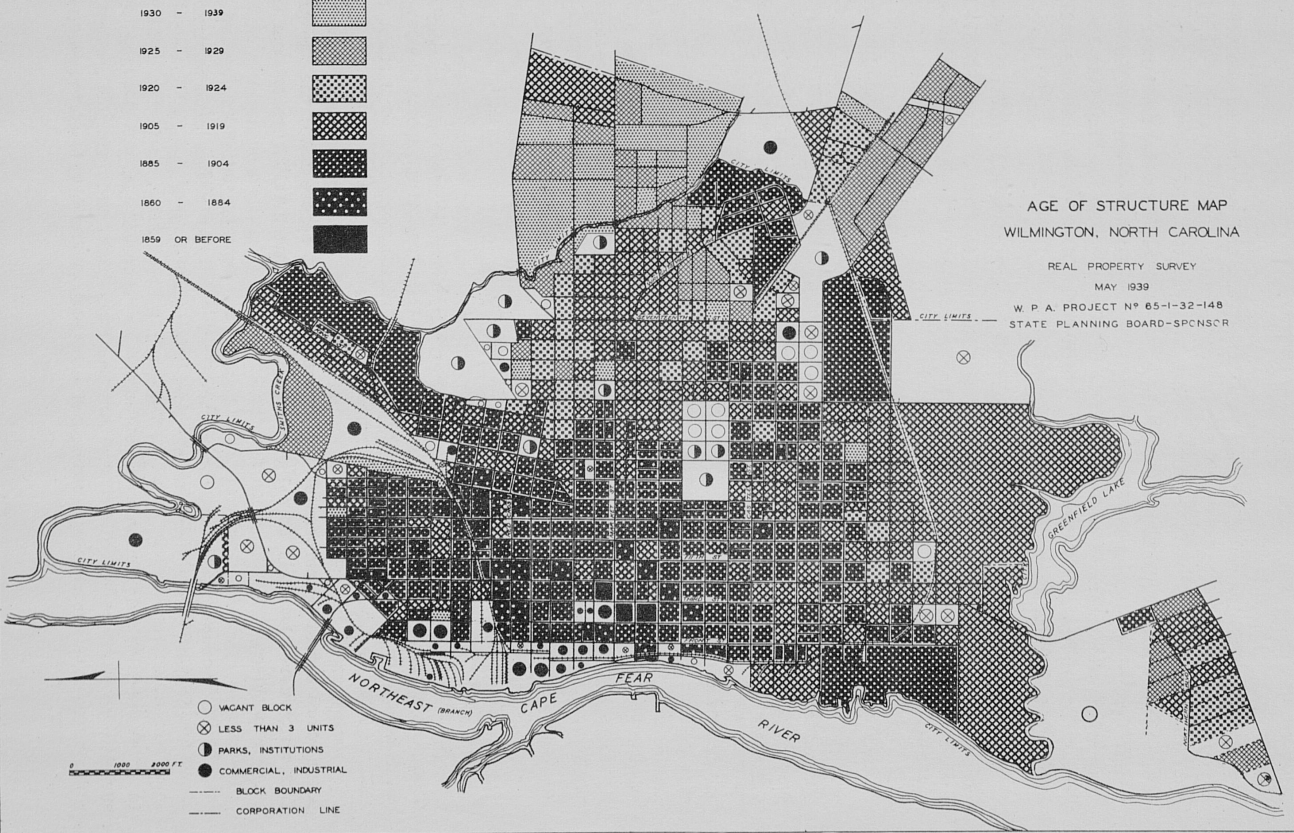 1930 - 1939
1925 - 1929
1920 - 1924
1905 - 1919
1885 - 1904
1860 - 1884
1859 OR BEFORE
AGE OF STRUCTURE MAP
WILMINGTON, NORTH CAROLINA
REAL PROPERTY SURVEY
MAY 1939
W. P. A. PROJECT Nº 65-1-32-148
STATE PLANNING BOARD-SPONSOR
CITY LIMITS
CITY LIMITS
CITY LIMITS
CITY LIMITS
CITY LIMITS
GREENFIELD LAKE
NORTHEAST (BRANCH)
CAPE FEAR RIVER
VACANT BLOCK
LESS THAN 3 UNITS
PARKS, INSTITUTIONS
COMMERCIAL, INDUSTRIAL
BLOCK BOUNDARY
CORPORATION LINE
0 1000 2000 FT.